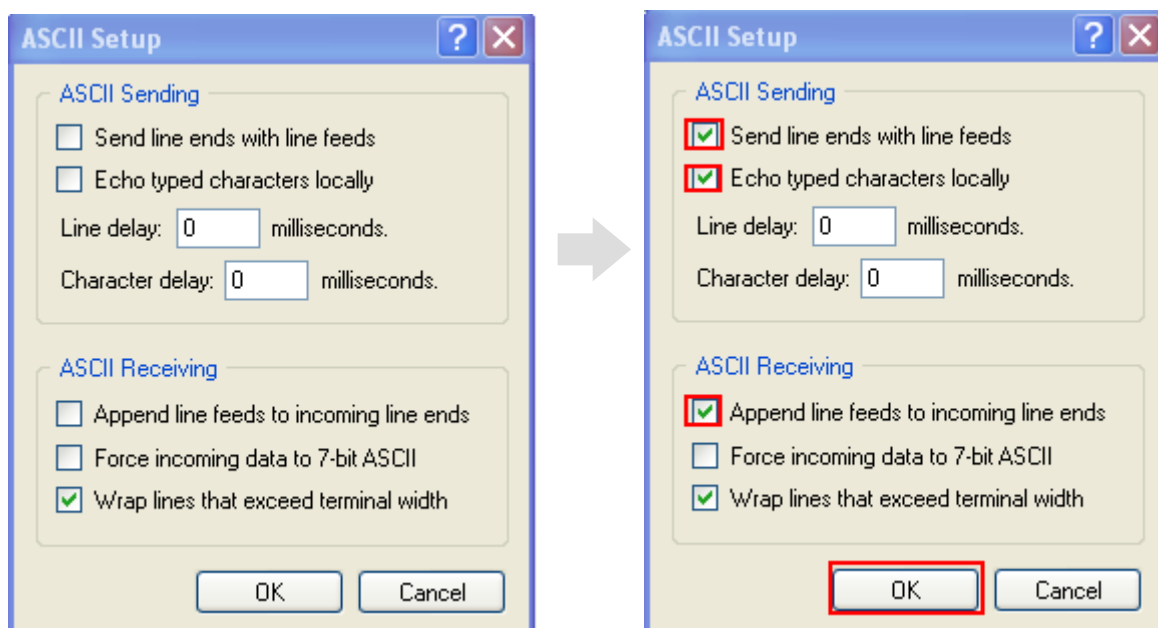 ASCII Setup
ASCII Sending
Send line ends with line feeds
Echo typed characters locally
Line delay: 0 milliseconds.
Character delay: 0 milliseconds.
ASCII Receiving
Append line feeds to incoming line ends
Force incoming data to 7-bit ASCII
Wrap lines that exceed terminal width
OK Cancel
ASCII Setup
ASCII Sending
Send line ends with line feeds
Echo typed characters locally
Line delay: 0 milliseconds.
Character delay: 0 milliseconds.
ASCII Receiving
Append line feeds to incoming line ends
Force incoming data to 7-bit ASCII
Wrap lines that exceed terminal width
OK Cancel